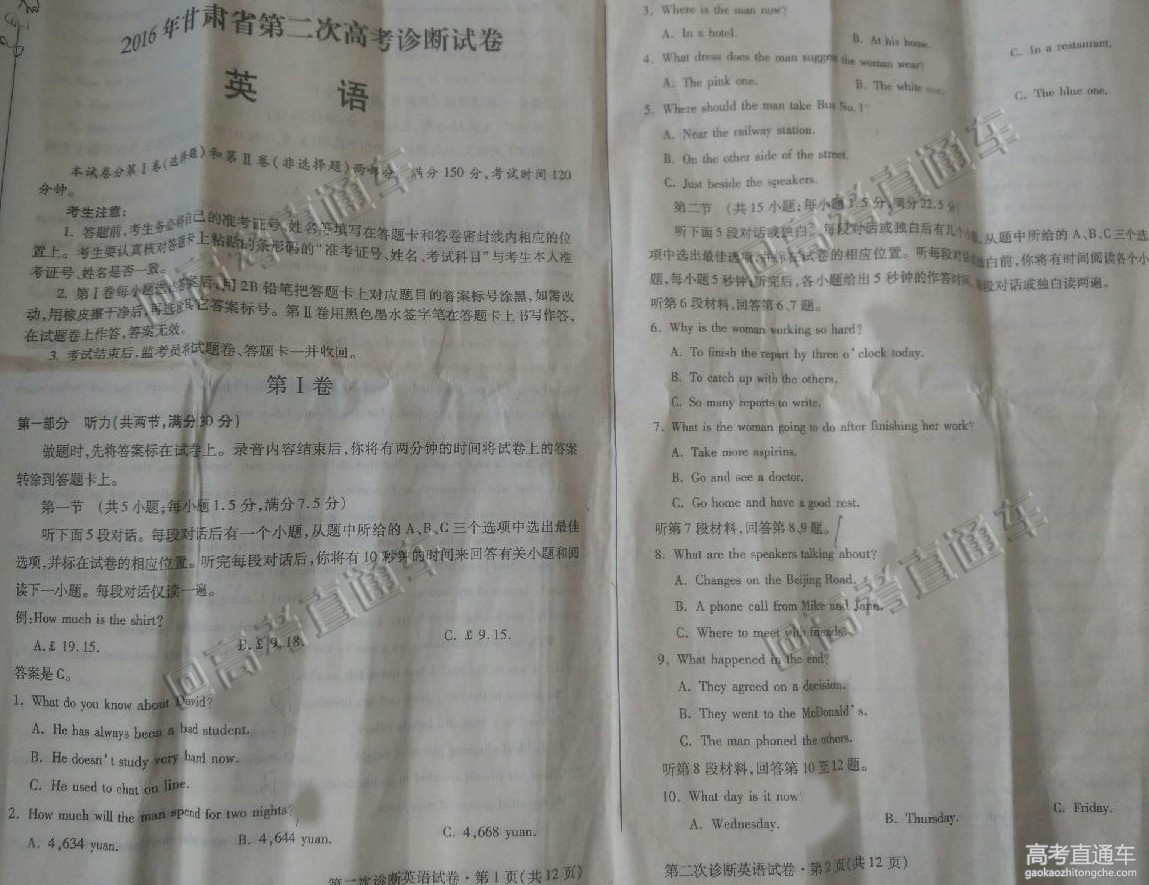 2016年甘肃省第二次高考诊断试卷
英 语
本试卷分第Ⅰ卷(选择题)和第Ⅱ卷(非选择题)两部分。满分150分,考试时间120
分钟。
考生注意:
1. 答题前,考生务必将自己的准考证号、姓名等填写在答题卡和答卷密封线内相应的位
置上。考生要认真核对答题卡上粘贴的条形码的“准考证号、姓名、考试科目”与考生本人准
考证号、姓名是否一致。
2. 第Ⅰ卷每小题选出答案后,用2B铅笔把答题卡上对应题目的答案标号涂黑,如需改
动,用橡皮擦干净后,再选涂其它答案标号。第Ⅱ卷用黑色墨水签字笔在答题卡上书写作答,
在试题卷上作答,答案无效。
3. 考试结束后,监考员将试题卷、答题卡一并收回。
第Ⅰ卷
第一部分 听力(共两节,满分30分)
做题时,先将答案标在试卷上。录音内容结束后,你将有两分钟的时间将试卷上的答案
转涂到答题卡上。
第一节 (共5小题;每小题1.5分,满分7.5分)
听下面5段对话。每段对话后有一个小题,从题中所给的A、B、C三个选项中选出最佳
选项,并标在试卷的相应位置。听完每段对话后,你将有10秒钟的时间来回答有关小题和阅
读下一小题。每段对话仅读一遍。
例:How much is the shirt?
A.£ 19.15. B.£ 9.18. C.£ 9.15.
答案是C。
1. What do you know about David?
A. He has always been a bad student.
B. He doesn't study very hard now.
C. He used to chat on line.
2. How much will the man spend for two nights?
A. 4,634 yuan. B. 4,644 yuan. C. 4,668 yuan.
第二次诊断英语试卷·第1页(共12页)
3. Where is the man now?
A. In a hotel. B. At his home. C. In a restaurant.
4. What dress does the man suggest the woman wear?
A. The pink one. B. The white one. C. The blue one.
5. Where should the man take Bus No. 1?
A. Near the railway station.
B. On the other side of the street.
C. Just beside the speakers.
第二节 (共15小题;每小题1.5分,满分22.5分)
听下面5段对话或独白。每段对话或独白后有几个小题,从题中所给的A、B、C三个选
项中选出最佳选项,并标在试卷的相应位置。听每段对话或独白前,你将有时间阅读各个小
题,每小题5秒钟;听完后,各小题给出5秒钟的作答时间。每段对话或独白读两遍。
听第6段材料,回答第6、7题。
6. Why is the woman working so hard?
A. To finish the report by three o'clock today.
B. To catch up with the others.
C. So many reports to write.
7. What is the woman going to do after finishing her work?
A. Take more aspirins.
B. Go and see a doctor.
C. Go home and have a good rest.
听第7段材料,回答第8、9题。
8. What are the speakers talking about?
A. Changes on the Beijing Road.
B. A phone call from Mike and Jane.
C. Where to meet with friends.
9. What happened in the end?
A. They agreed on a decision.
B. They went to the McDonald's.
C. The man phoned the others.
听第8段材料,回答第10至12题。
10. What day is it now?
A. Wednesday. B. Thursday. C. Friday.
第二次诊断英语试卷·第2页(共12页)
@高考直通车
@高考直通车
@高考直通车
@高考直通车
高考直通车
gaokaozhitongche.com